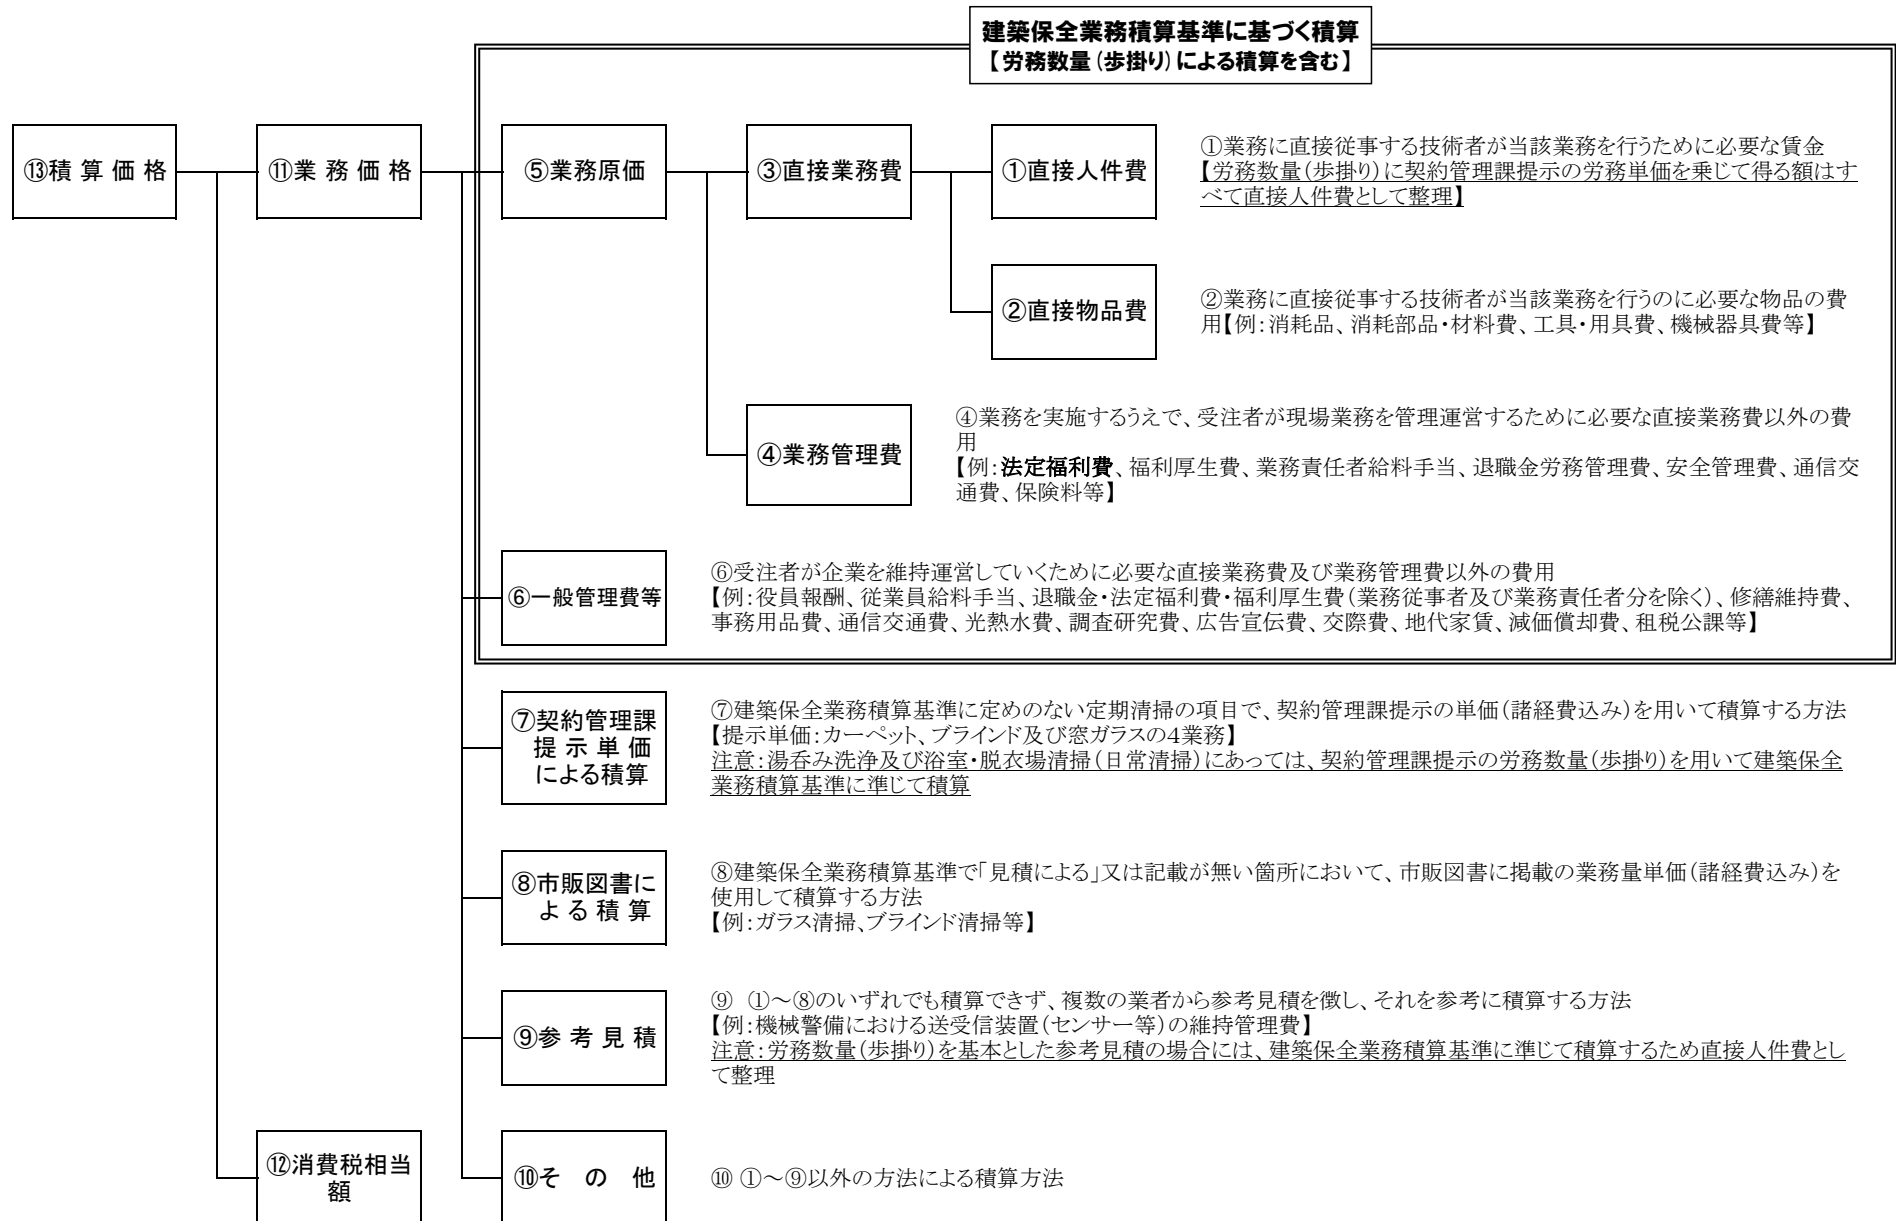 建築保全業務積算基準に基づく積算
【労務数量(歩掛り)による積算を含む】
⑬積算価格
⑪業務価格
⑤業務原価
③直接業務費
①直接人件費
①業務に直接従事する技術者が当該業務を行うために必要な賃金
【労務数量(歩掛り)に契約管理課提示の労務単価を乗じて得る額はす
べて直接人件費として整理】
②直接物品費
②業務に直接従事する技術者が当該業務を行うのに必要な物品の費
用【例:消耗品、消耗部品・材料費、工具・用具費、機械器具費等】
④業務管理費
④業務を実施するうえで、受注者が現場業務を管理運営するために必要な直接業務費以外の費
用
【例:法定福利費、福利厚生費、業務責任者給料手当、退職金労務管理費、安全管理費、通信交
通費、保険料等】
⑥一般管理費等
⑥受注者が企業を維持運営していくために必要な直接業務費及び業務管理費以外の費用
【例:役員報酬、従業員給料手当、退職金・法定福利費・福利厚生費(業務従事者及び業務責任者分を除く)、修繕維持費、
事務用品費、通信交通費、光熱水費、調査研究費、広告宣伝費、交際費、地代家賃、減価償却費、租税公課等】
⑦契約管理課
提示単価
による積算
⑦建築保全業務積算基準に定めのない定期清掃の項目で、契約管理課提示の単価(諸経費込み)を用いて積算する方法
【提示単価:カーペット、ブラインド及び窓ガラスの4業務】
注意:湯呑み洗浄及び浴室・脱衣場清掃(日常清掃)にあっては、契約管理課提示の労務数量(歩掛り)を用いて建築保全
業務積算基準に準じて積算
⑧市販図書に
よる積算
⑧建築保全業務積算基準で「見積による」又は記載が無い箇所において、市販図書に掲載の業務量単価(諸経費込み)を
使用して積算する方法
【例:ガラス清掃、ブラインド清掃等】
⑨参考見積
⑨ ①~⑧のいずれでも積算できず、複数の業者から参考見積を徴し、それを参考に積算する方法
【例:機械警備における送受信装置(センサー等)の維持管理費】
注意:労務数量(歩掛り)を基本とした参考見積の場合には、建築保全業務積算基準に準じて積算するため直接人件費とし
て整理
⑫消費税相当
額
⑩その他
⑩ ①~⑨以外の方法による積算方法